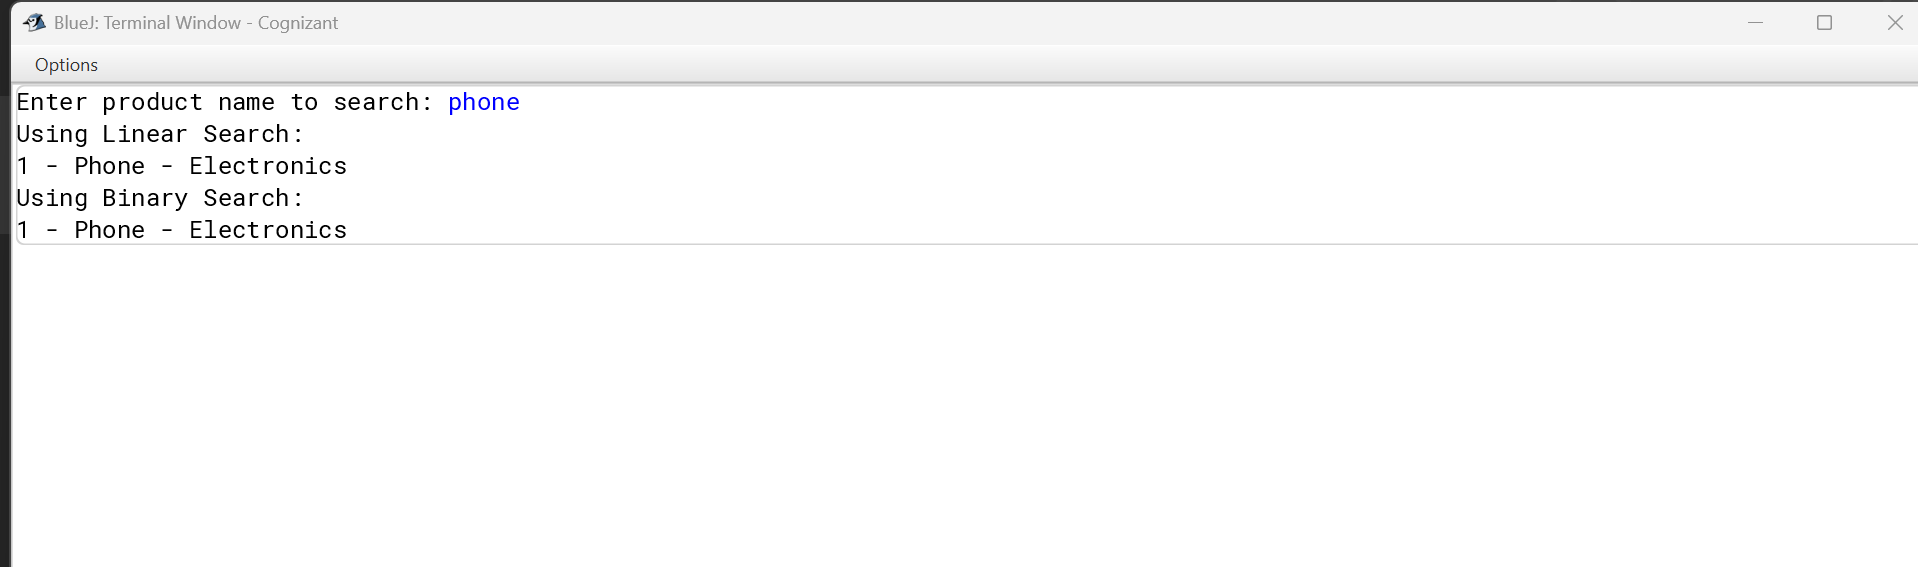 BlueJ: Terminal Window - Cognizant
Options
Enter product name to search: phone
Using Linear Search:
1 - Phone - Electronics
Using Binary Search:
1 - Phone - Electronics